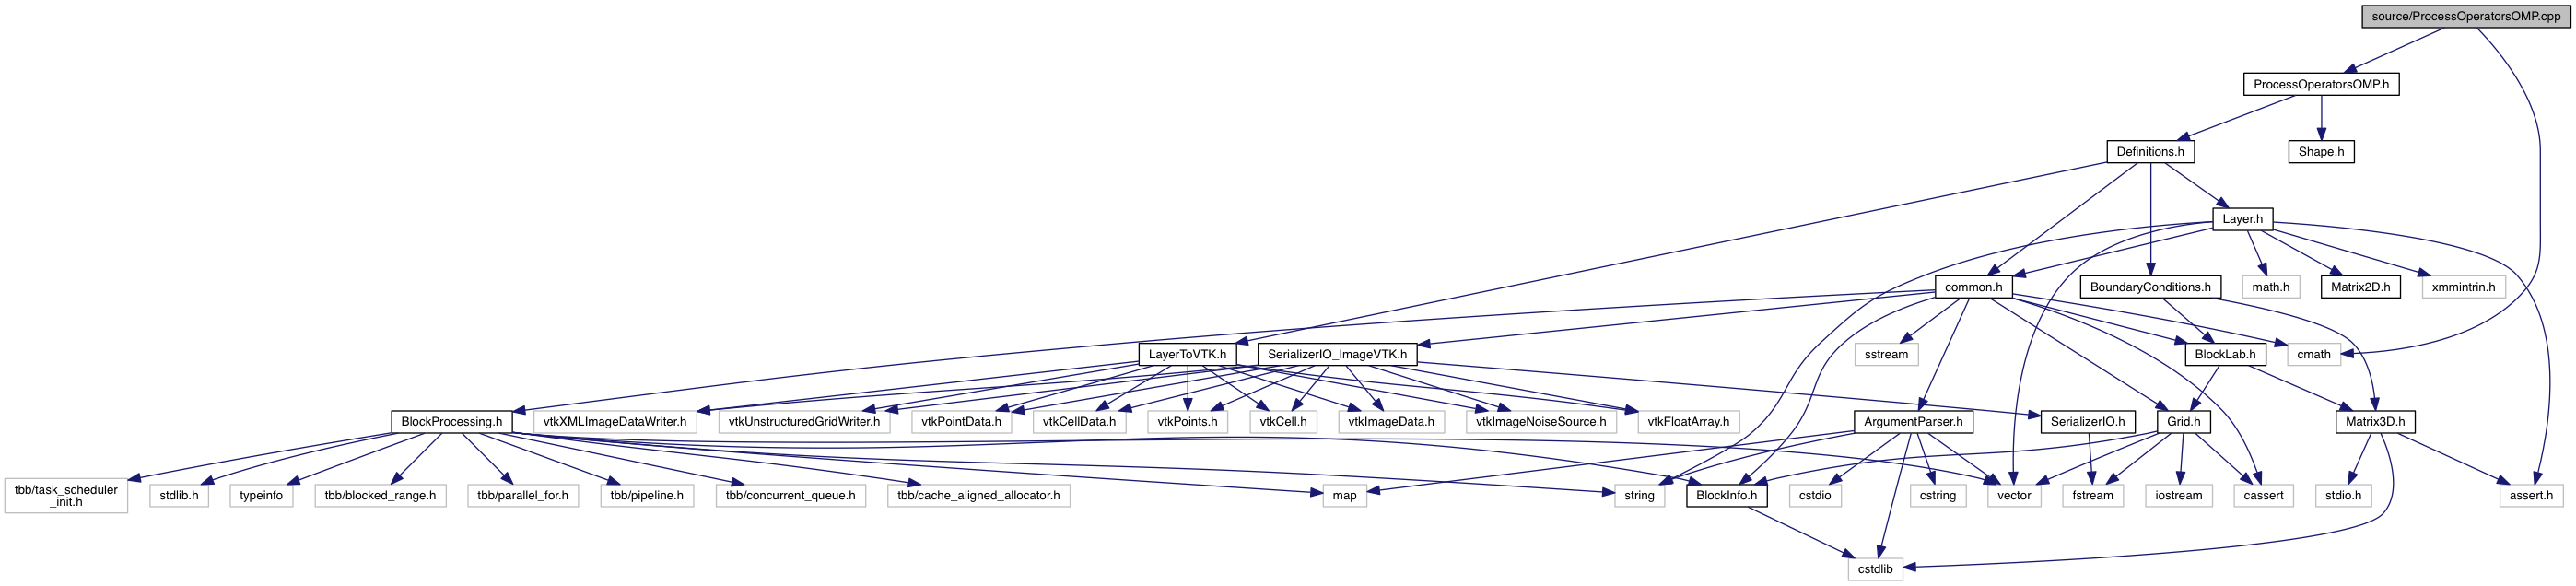 source/ProcessOperatorsOMP.cpp
ProcessOperatorsOMP.h
Definitions.h
Shape.h
Layer.h
common.h
BoundaryConditions.h
math.h
Matrix2D.h
xmmintrin.h
LayerToVTK.h
SerializerIO_ImageVTK.h
sstream
BlockLab.h
cmath
BlockProcessing.h
vtkXMLImageDataWriter.h
vtkUnstructuredGridWriter.h
vtkPointData.h
vtkCellData.h
vtkPoints.h
vtkCell.h
vtkImageData.h
vtkImageNoiseSource.h
vtkFloatArray.h
ArgumentParser.h
SerializerIO.h
Grid.h
Matrix3D.h
tbb/task_scheduler
_init.h
stdlib.h
typeinfo
tbb/blocked_range.h
tbb/parallel_for.h
tbb/pipeline.h
tbb/concurrent_queue.h
tbb/cache_aligned_allocator.h
map
string
BlockInfo.h
cstdio
cstring
vector
fstream
iostream
cassert
stdio.h
assert.h
cstdlib